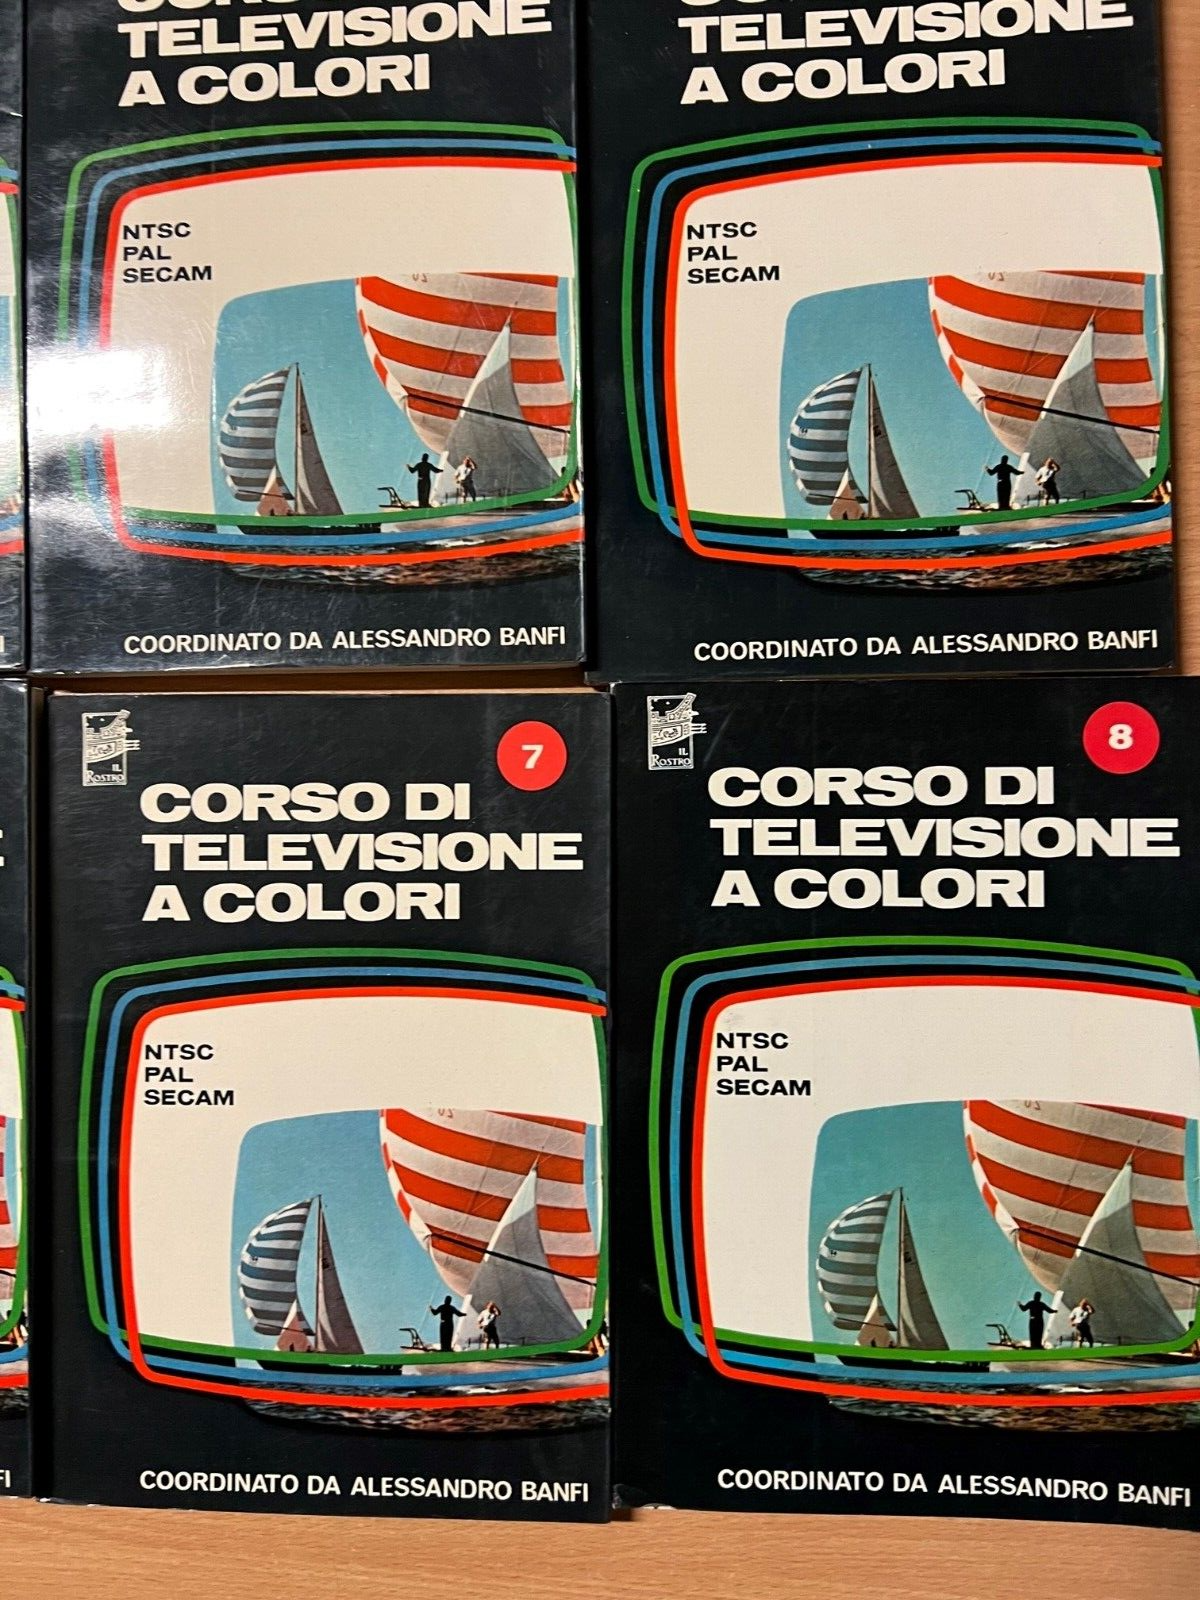 CORSO DI
TELEVISIONE
A COLORI
NTSC
PAL
SECAM
COORDINATO DA ALESSANDRO BANFI
TELEVISIONE
A COLORI
NTSC
PAL
SECAM
COORDINATO DA ALESSANDRO BANFI
IL
ROSTRO
7
CORSO DI
TELEVISIONE
A COLORI
NTSC
PAL
SECAM
COORDINATO DA ALESSANDRO BANFI
IL
ROSTRO
8
CORSO DI
TELEVISIONE
A COLORI
NTSC
PAL
SECAM
COORDINATO DA ALESSANDRO BANFI